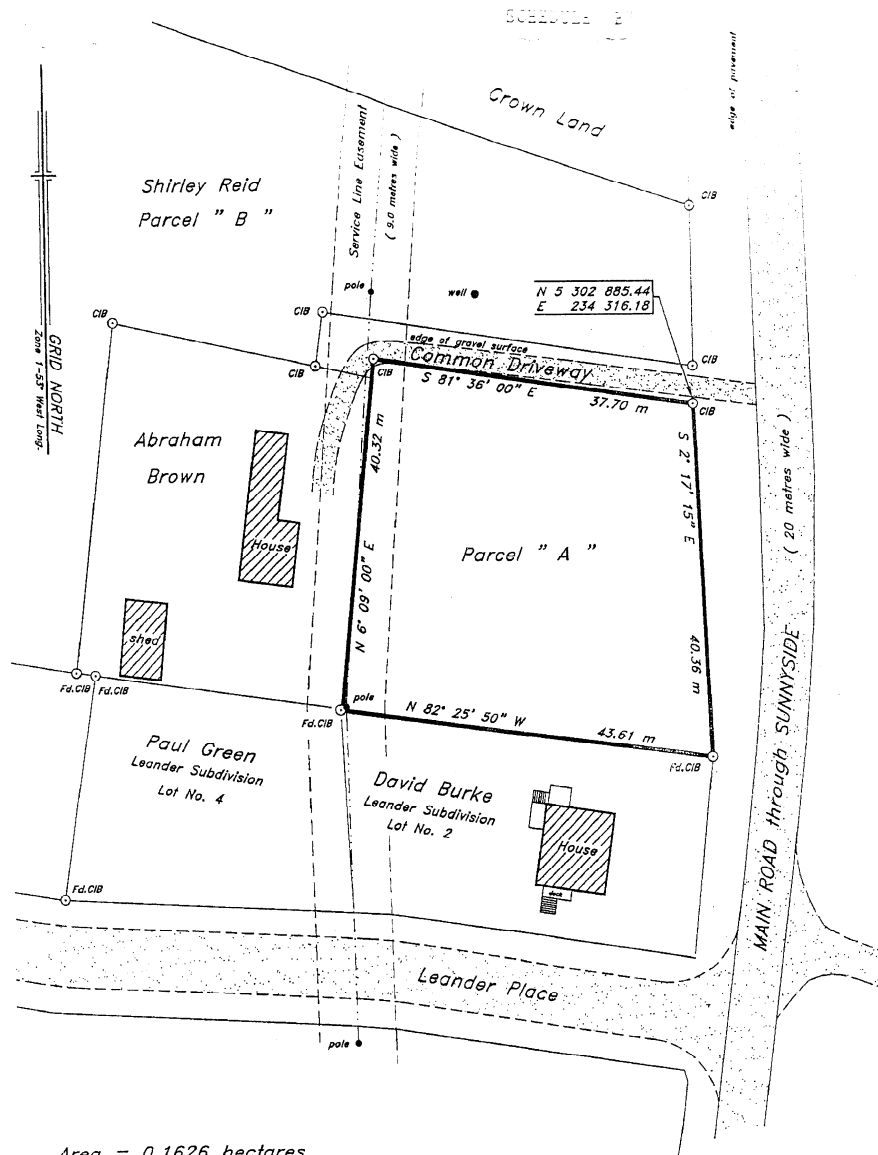 SCHEDULE B
edge of pavement
Crown Land
Service Line Easement
( 9.0 metres wide )
Shirley Reid
Parcel " B "
CIB
pole
well
N 5 302 885.44
E 234 316.18
CIB
CIB
GRID NORTH
Zone 1-53° West Long.
edge of gravel surface
Common Driveway
CIB
CIB
CIB
S 81° 36' 00" E
37.70 m
CIB
Abraham
Brown
40.32 m
N 6° 09' 00" E
S 2° 17' 15" E
40.36 m
( 20 metres wide )
House
Parcel " A "
shed
MAIN ROAD through SUNNYSIDE
Fd.CIB
Fd.CIB
pole
Fd.CIB
N 82° 25' 50" W
43.61 m
Fd.CIB
Paul Green
Leander Subdivision
Lot No. 4
David Burke
Leander Subdivision
Lot No. 2
House
deck
Fd.CIB
Leander Place
pole
Area = 0.1626 hectares